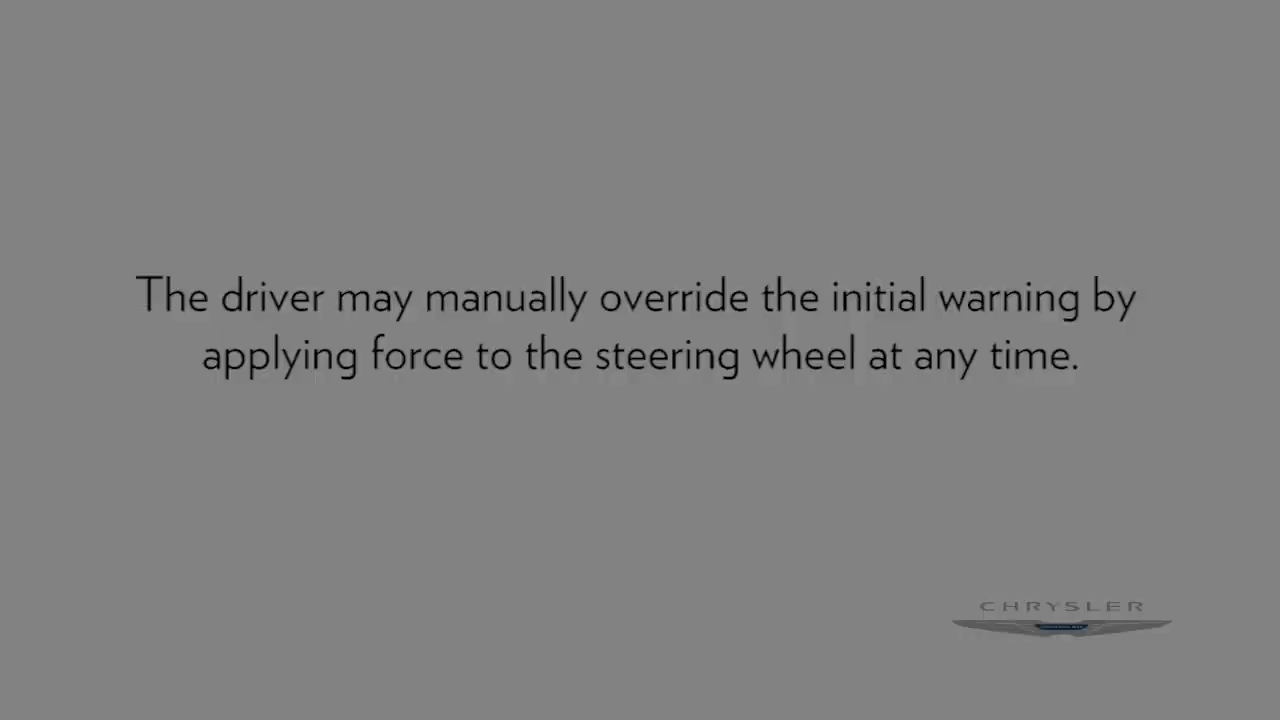 The driver may manually override the initial warning by
applying force to the steering wheel at any time.
CHRYSLER